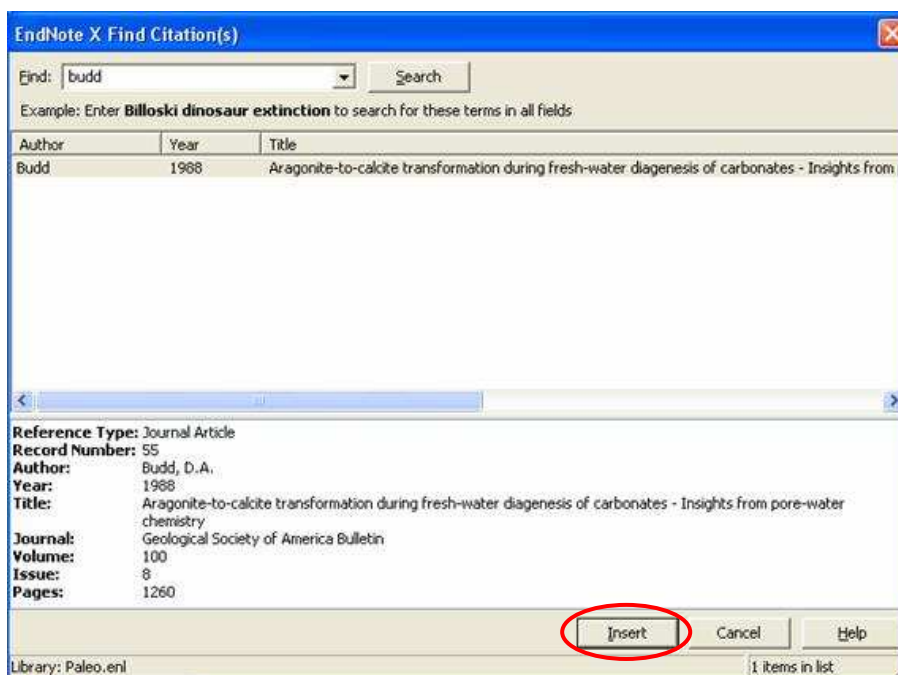 EndNote X Find Citation(s)
Find: budd Search
Example: Enter Billoski dinosaur extinction to search for these terms in all fields
Author Year Title
Budd 1988 Aragonite-to-calcite transformation during fresh-water diagenesis of carbonates - Insights from
Reference Type: Journal Article
Record Number: 55
Author: Budd, D.A.
Year: 1988
Title: Aragonite-to-calcite transformation during fresh-water diagenesis of carbonates - Insights from pore-water
chemistry
Journal: Geological Society of America Bulletin
Volume: 100
Issue: 8
Pages: 1260
Insert Cancel Help
Library: Paleo.enl 1 items in list